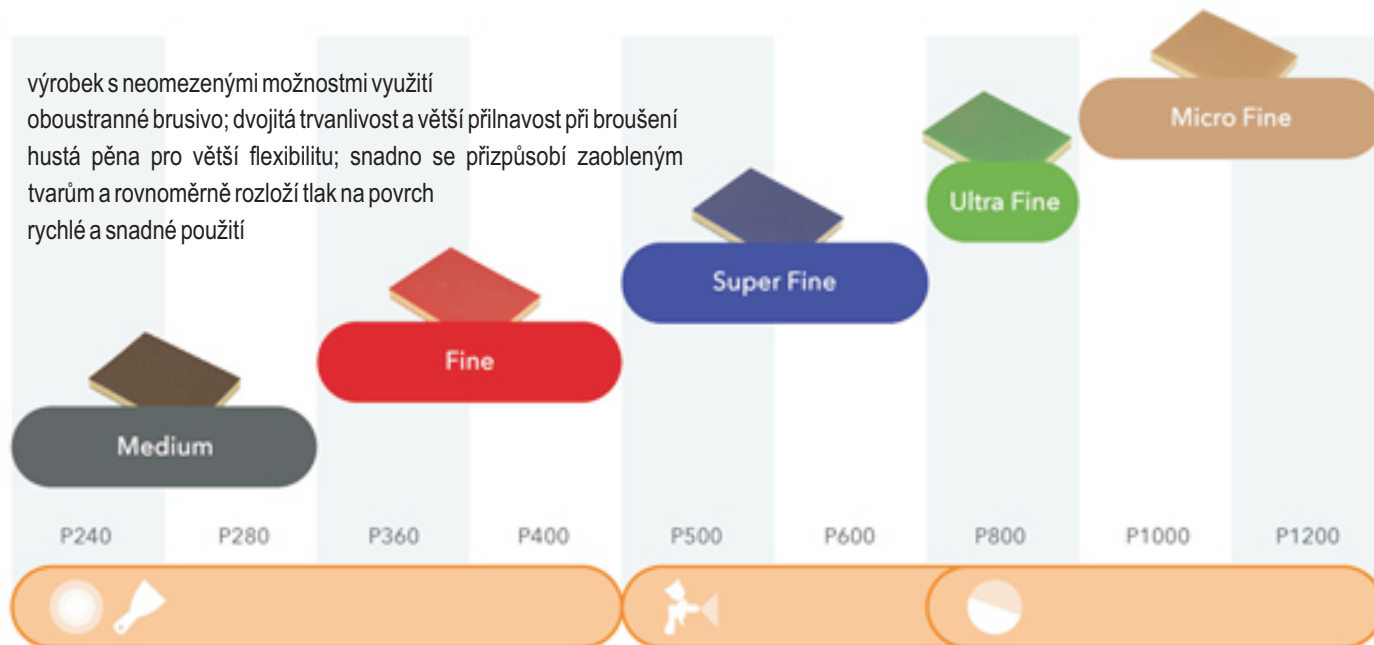 výrobek s neomezenými možnostmi využití
oboustranné brusivo; dvojitá trvanlivost a větší přilnavost při broušení
hustá pěna pro větší flexibilitu; snadno se přizpůsobí zaobleným
tvarům a rovnoměrně rozloží tlak na povrch
rychlé a snadné použití
Micro Fine
Ultra Fine
Super Fine
Fine
Medium
P240 P280 P360 P400 P500 P600 P800 P1000 P1200